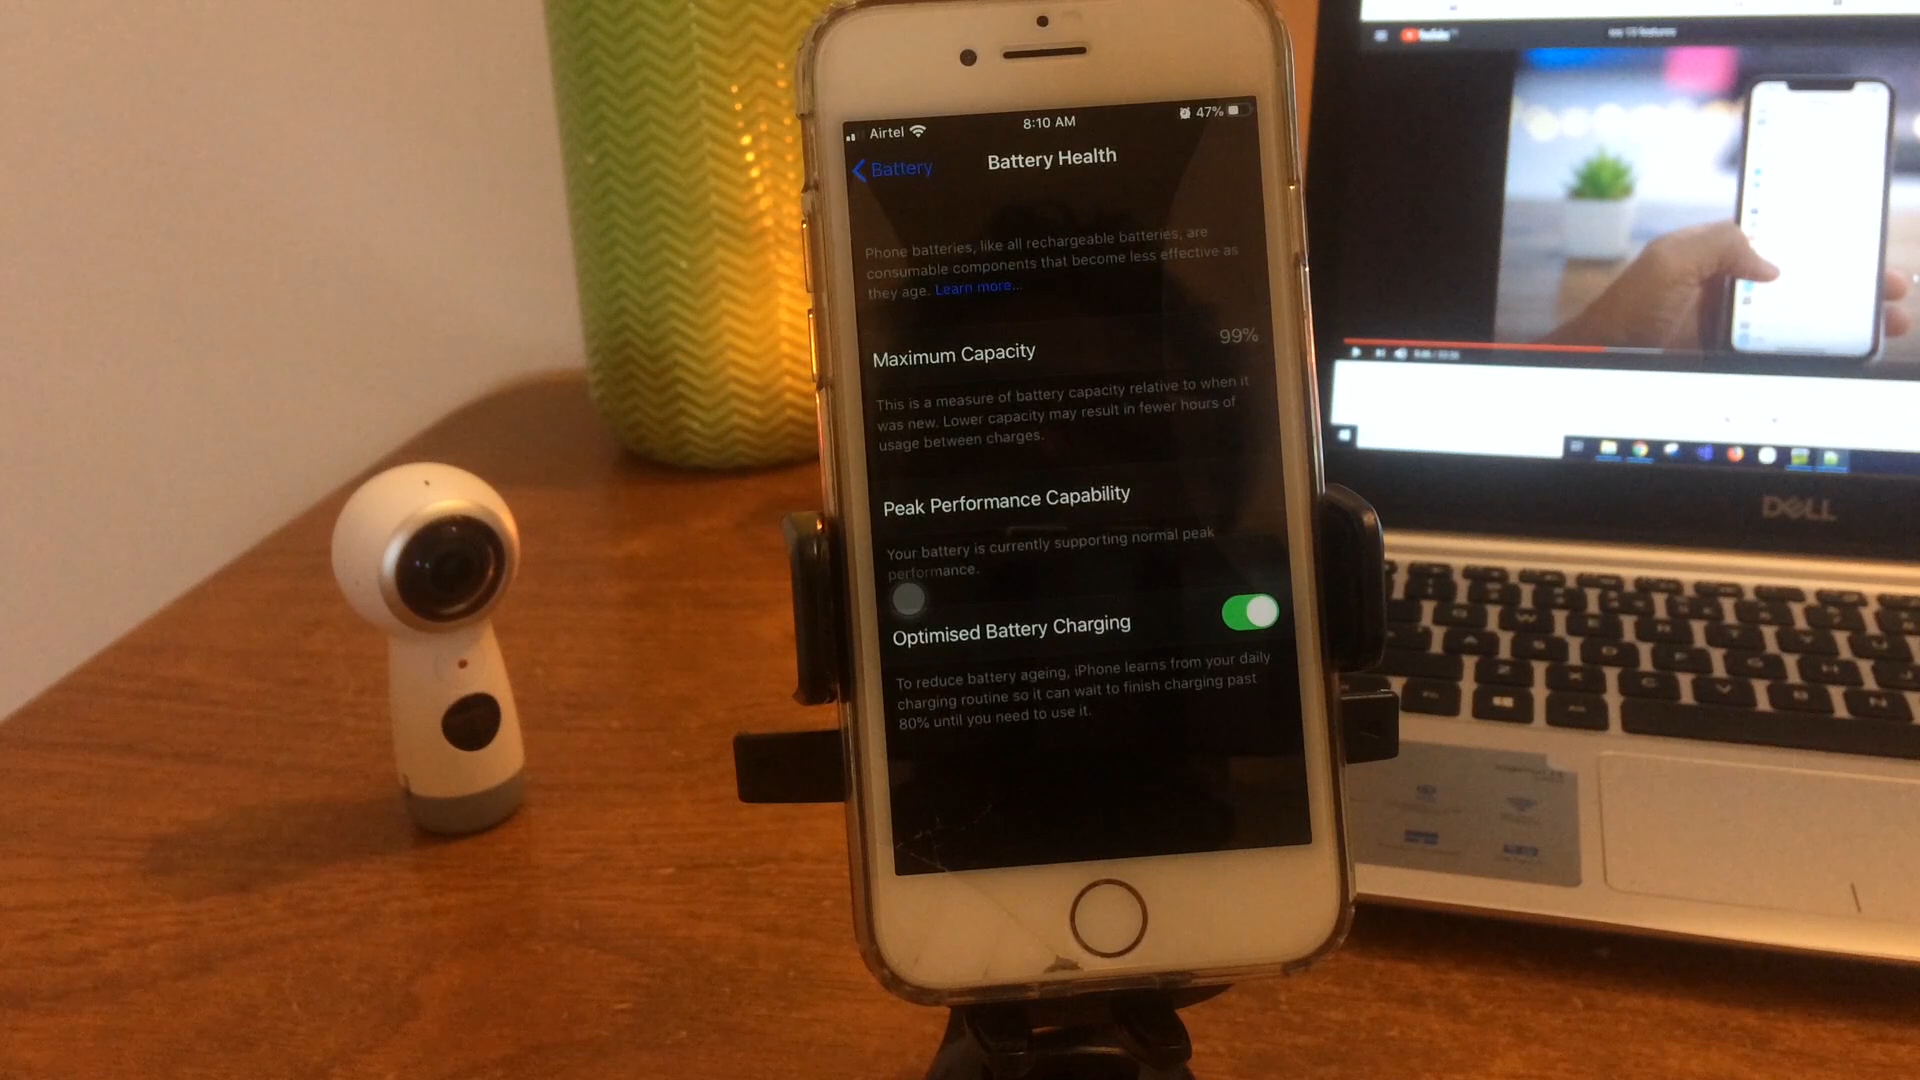 Airtel
8:10 AM
47%
Battery
Battery Health
Phone batteries, like all rechargeable batteries, are
consumable components that become less effective as
they age. Learn more...
Maximum Capacity
99%
This is a measure of battery capacity relative to when it
was new. Lower capacity may result in fewer hours of
usage between charges.
Peak Performance Capability
Your battery is currently supporting normal peak
performance.
Optimised Battery Charging
To reduce battery ageing, iPhone learns from your daily
charging routine so it can wait to finish charging past
80% until you need to use it.
YouTube
ios 13 features
DELL